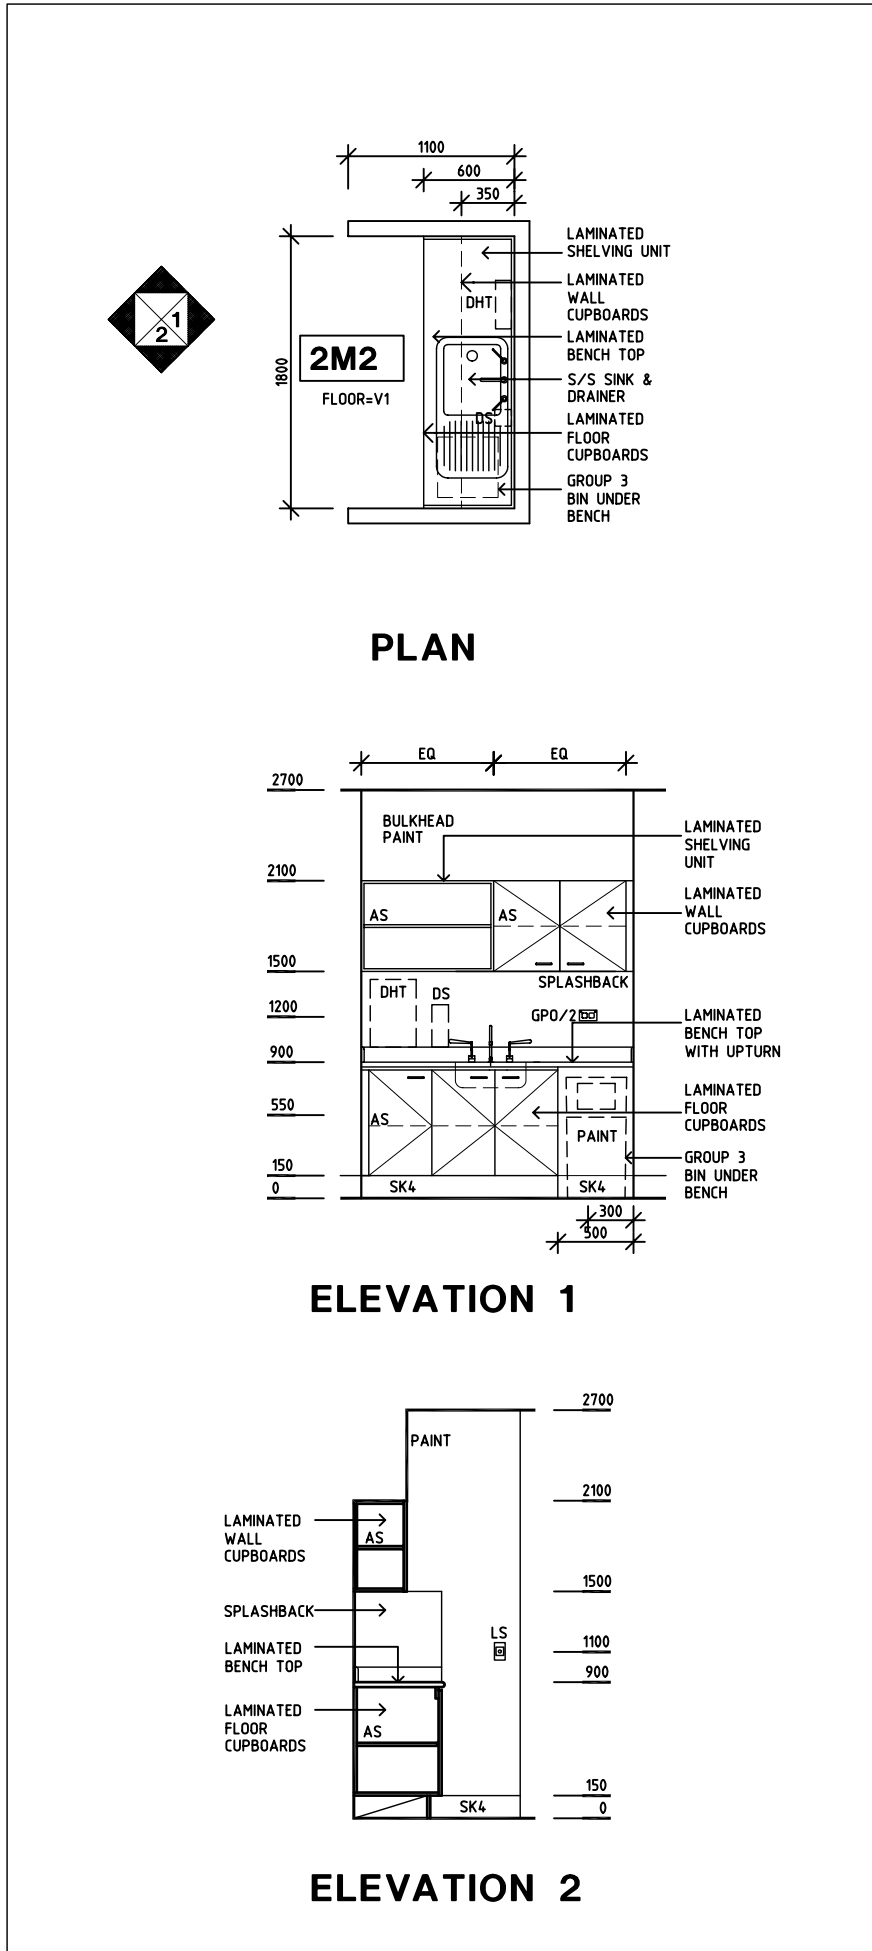 1100
600
350
LAMINATED
SHELVING UNIT
LAMINATED
WALL
CUPBOARDS
DHT
1
2
2M2
FLOOR=V1
1800
LAMINATED
BENCH TOP
S/S SINK &
DRAINER
DS
LAMINATED
FLOOR
CUPBOARDS
GROUP 3
BIN UNDER
BENCH
PLAN
EQ
EQ
2700
BULKHEAD
PAINT
LAMINATED
SHELVING
UNIT
2100
AS
AS
LAMINATED
WALL
CUPBOARDS
1500
SPLASHBACK
DHT
DS
1200
GPO/2
LAMINATED
BENCH TOP
WITH UPTURN
900
550
AS
LAMINATED
FLOOR
CUPBOARDS
PAINT
GROUP 3
BIN UNDER
BENCH
150
0
SK4
SK4
300
500
ELEVATION 1
2700
PAINT
2100
LAMINATED
WALL
CUPBOARDS
AS
1500
SPLASHBACK
LS
1100
LAMINATED
BENCH TOP
900
LAMINATED
FLOOR
CUPBOARDS
AS
150
SK4
0
ELEVATION 2